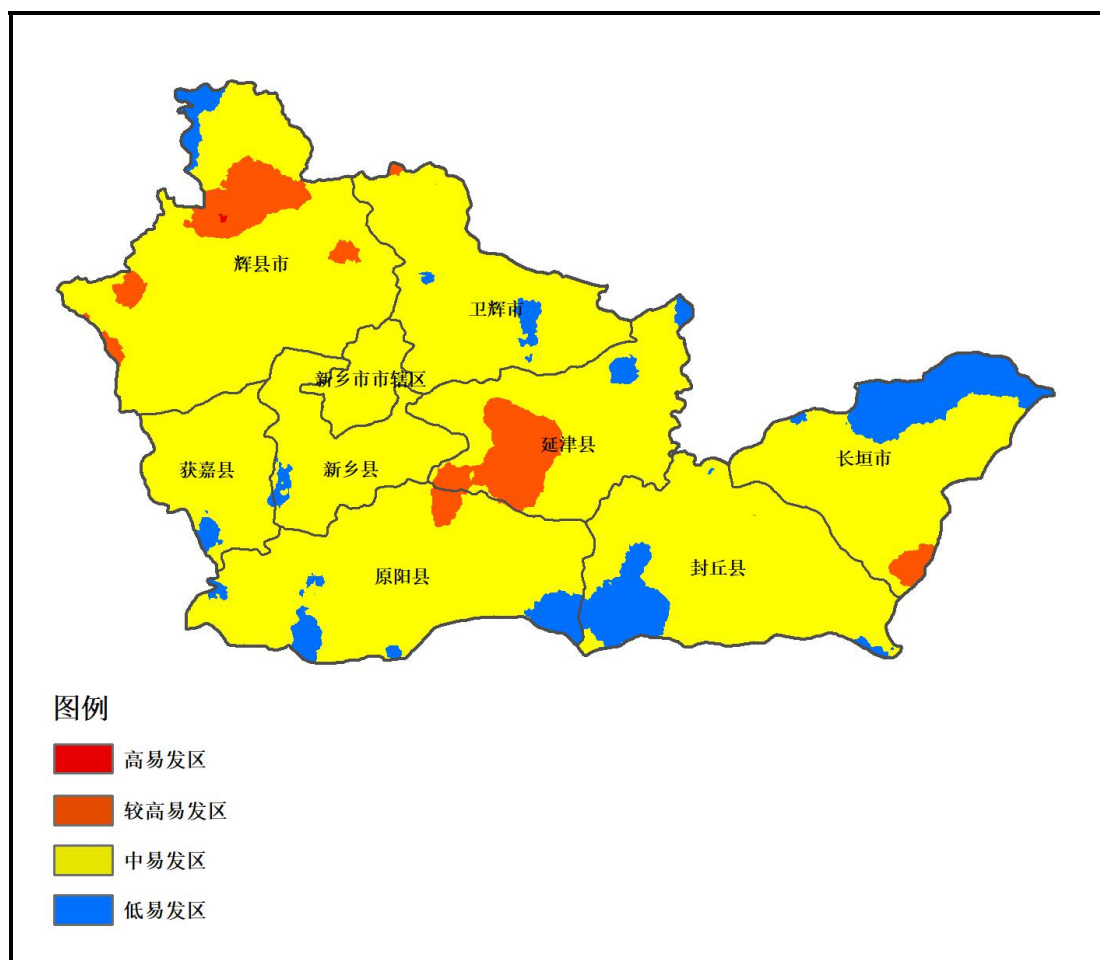 辉县市
卫辉市
新乡市市辖区
延津县
长垣市
获嘉县
新乡县
原阳县
封丘县
图例
高易发区
较高易发区
中易发区
低易发区